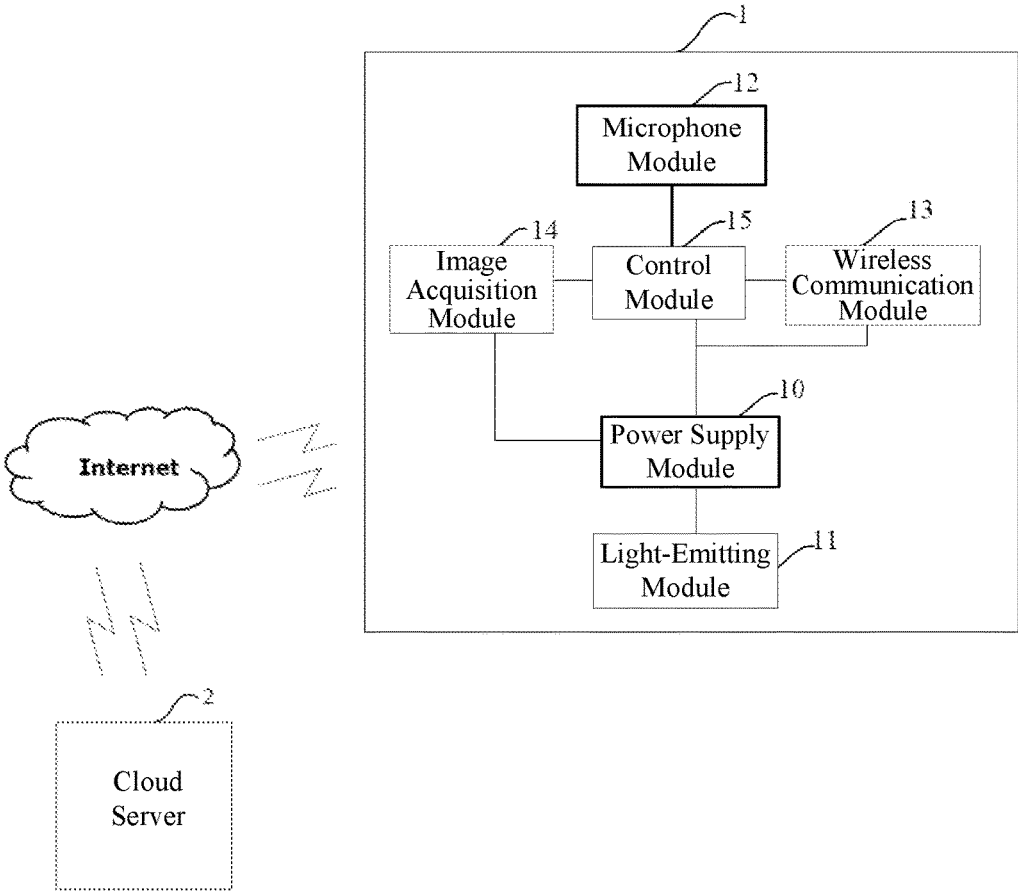 1
12
Microphone
Module
14
15
13
Image
Acquisition
Module
Control
Module
Wireless
Communication
Module
10
Power Supply
Module
Internet
11
Light-Emitting
Module
2
Cloud
Server